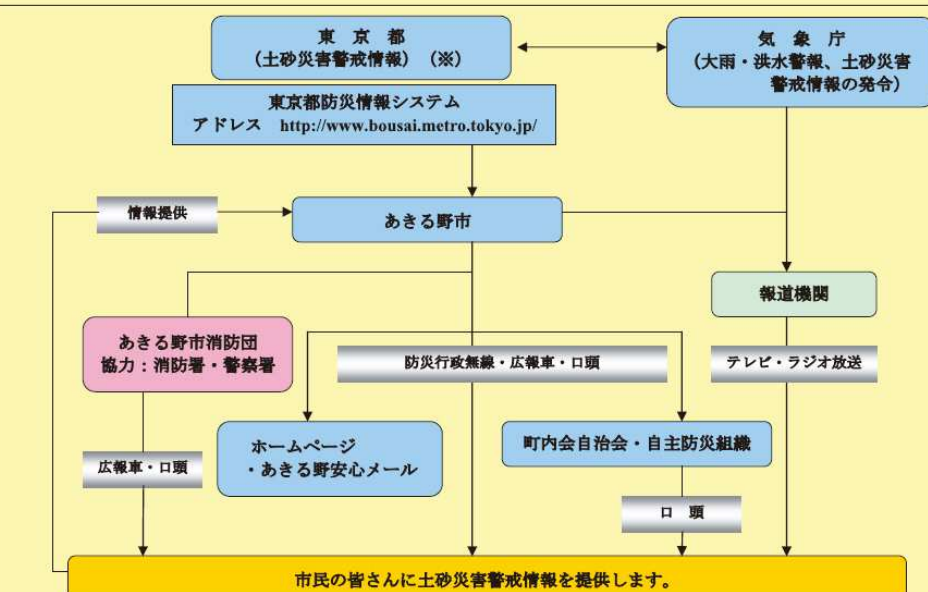 東　京　都
（土砂災害警戒情報）（※）
気　象　庁
（大雨・洪水警報、土砂災害
警戒情報の発令）
東京都防災情報システム
アドレス　http://www.bousai.metro.tokyo.jp/
情報提供
あきる野市
報道機関
あきる野市消防団
協力：消防署・警察署
防災行政無線・広報車・口頭
テレビ・ラジオ放送
ホームページ
・あきる野安心メール
町内会自治会・自主防災組織
広報車・口頭
口　頭
市民の皆さんに土砂災害警戒情報を提供します。